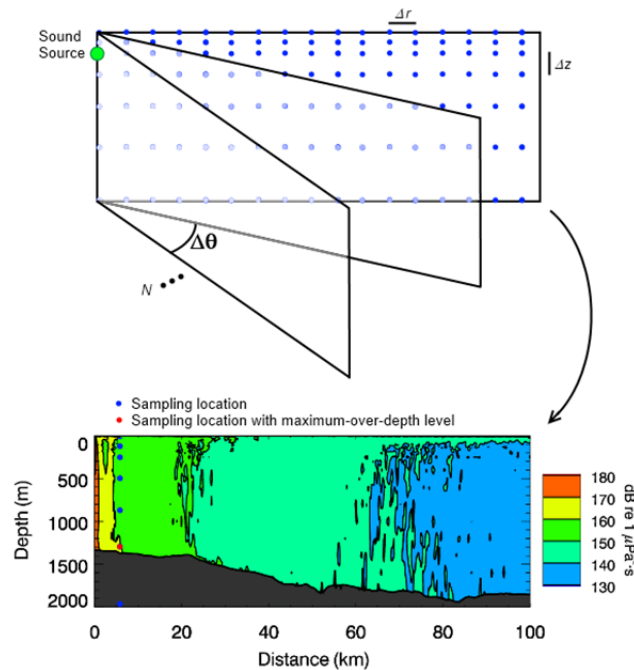 Δr
Sound
Source
Δz
Δθ
N
Sampling location
Sampling location with maximum-over-depth level
0
500
1000
1500
2000
Depth (m)
0 20 40 60 80 100
Distance (km)
180
170
160
150
140
130
dB re 1 μPa²·s